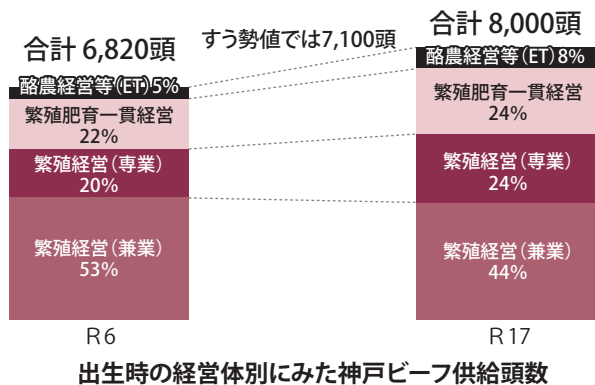 合計 6,820頭
酪農経営等(ET)5%
繁殖肥育一貫経営
22%
繁殖経営(専業)
20%
繁殖経営(兼業)
53%
R6
すう勢値では7,100頭
合計 8,000頭
酪農経営等(ET)8%
繁殖肥育一貫経営
24%
繁殖経営(専業)
24%
繁殖経営(兼業)
44%
R17
出生時の経営体別にみた神戸ビーフ供給頭数